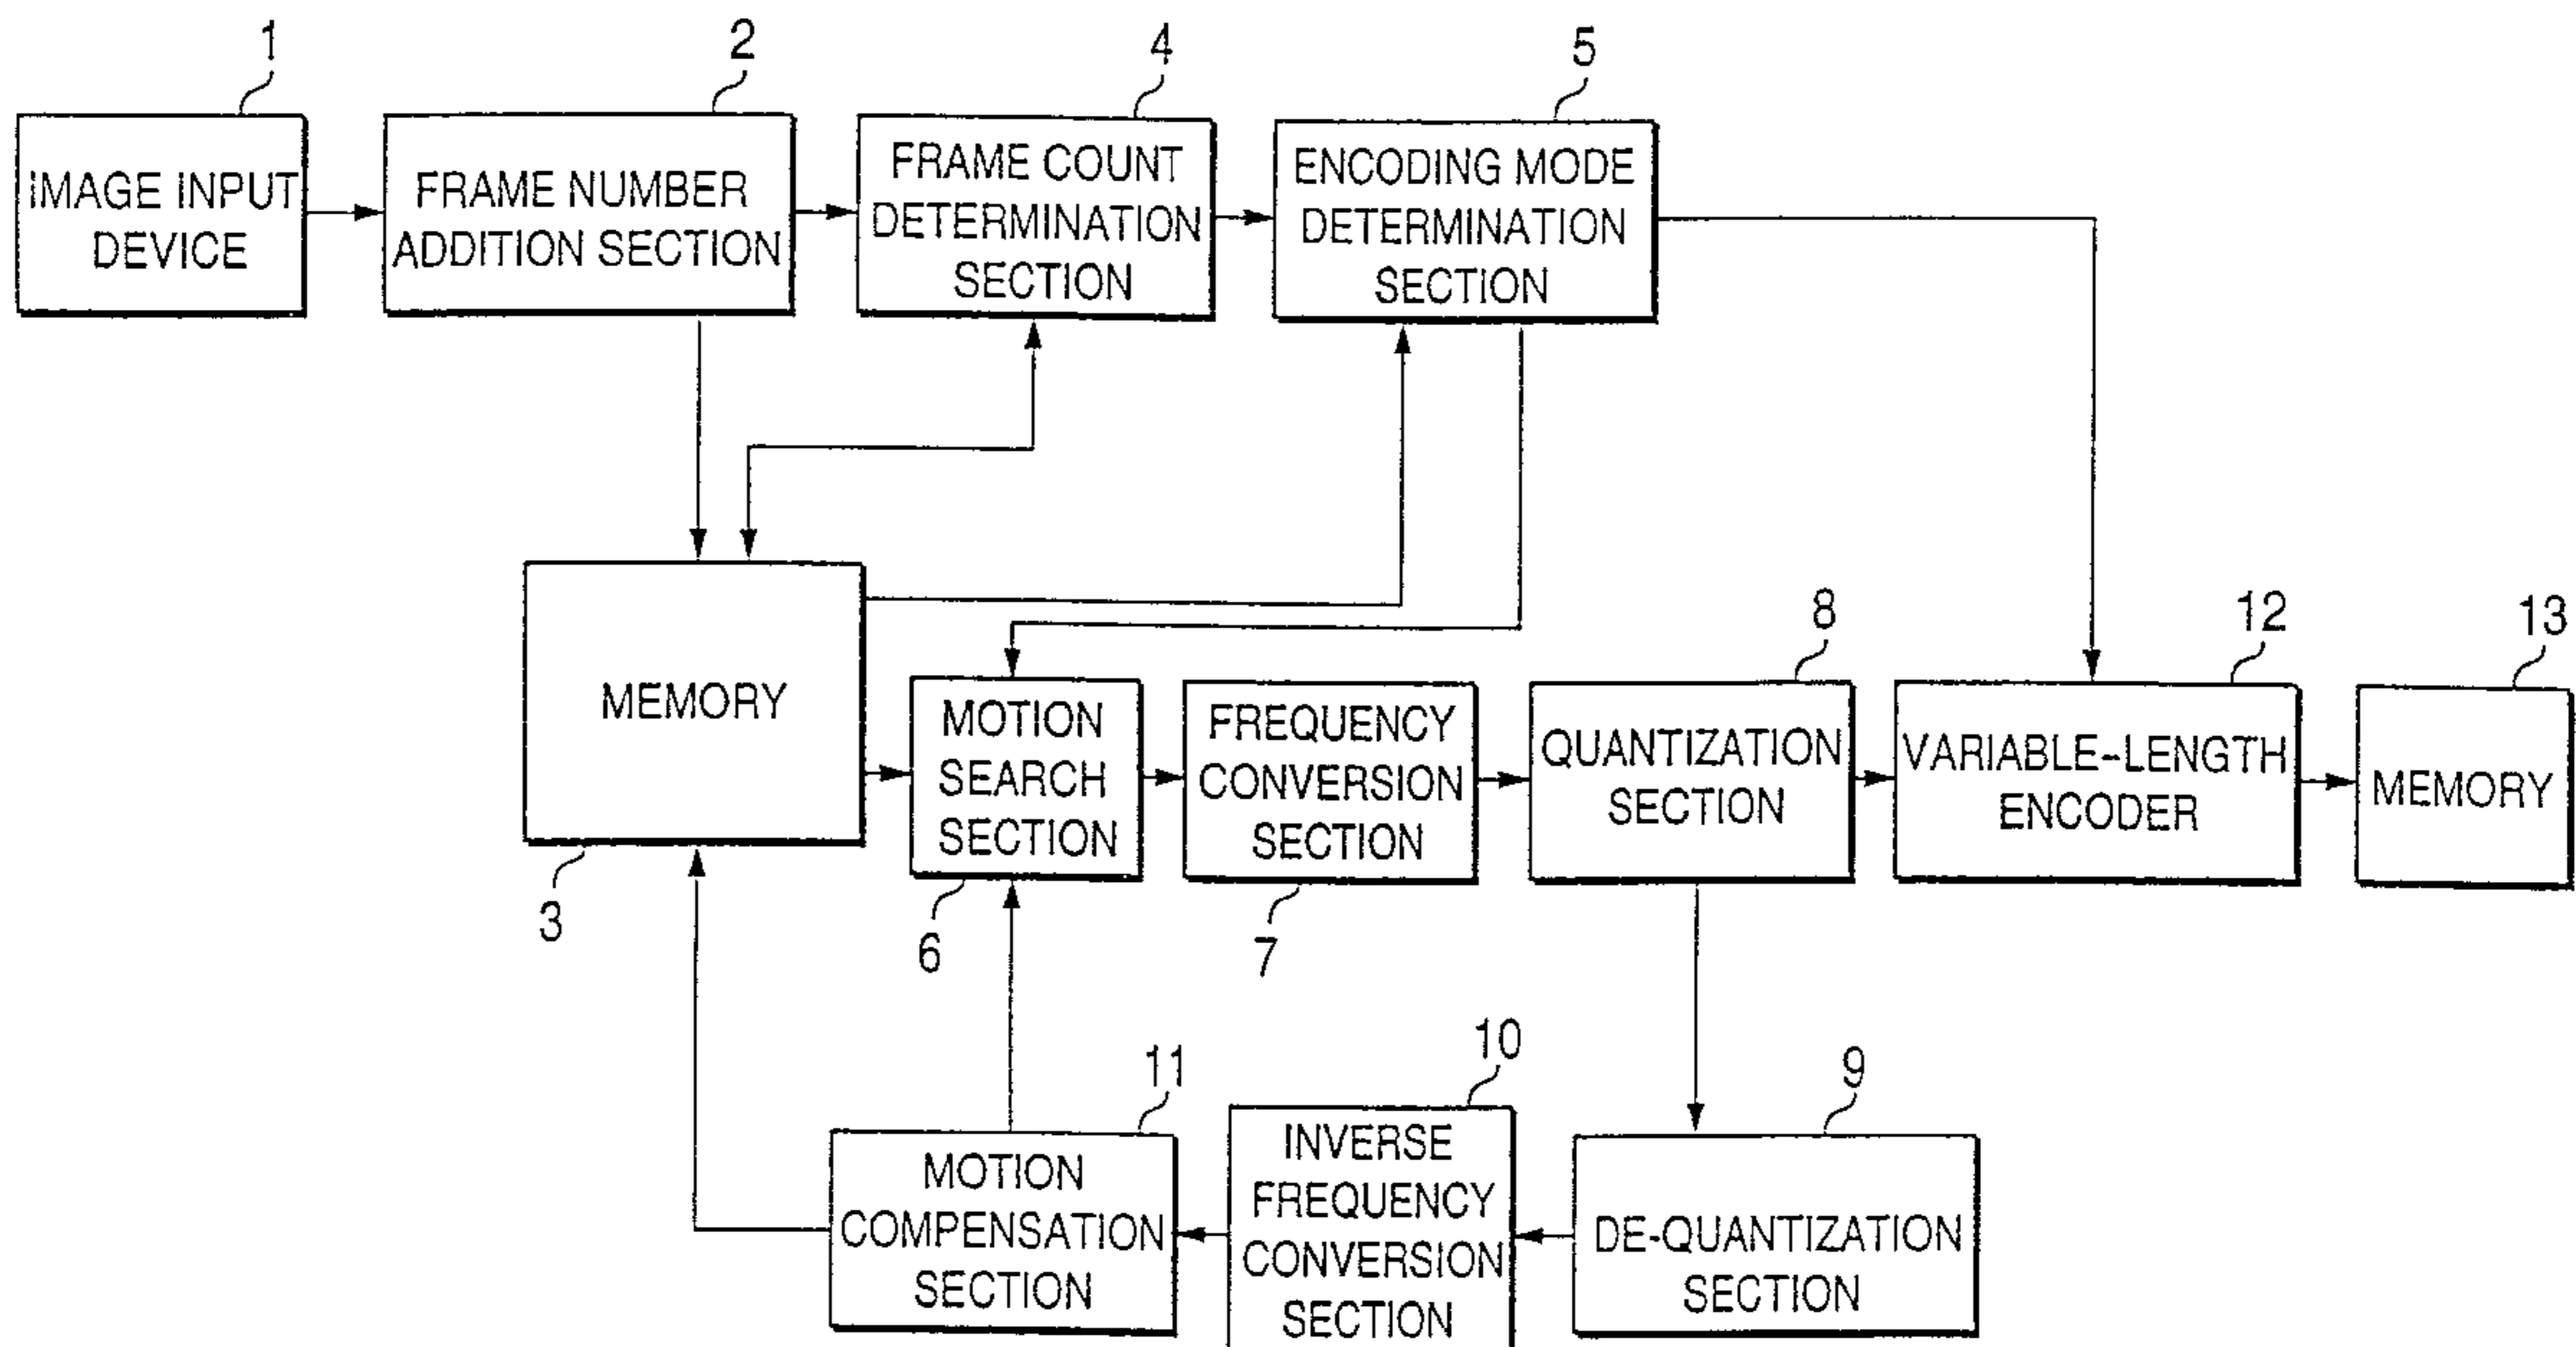 1
2
4
5
IMAGE INPUT
DEVICE
FRAME NUMBER
ADDITION SECTION
FRAME COUNT
DETERMINATION
SECTION
ENCODING MODE
DETERMINATION
SECTION
8
12
13
MEMORY
3
MOTION
SEARCH
SECTION
6
FREQUENCY
CONVERSION
SECTION
7
QUANTIZATION
SECTION
VARIABLE-LENGTH
ENCODER
MEMORY
11
10
9
MOTION
COMPENSATION
SECTION
INVERSE
FREQUENCY
CONVERSION
SECTION
DE-QUANTIZATION
SECTION